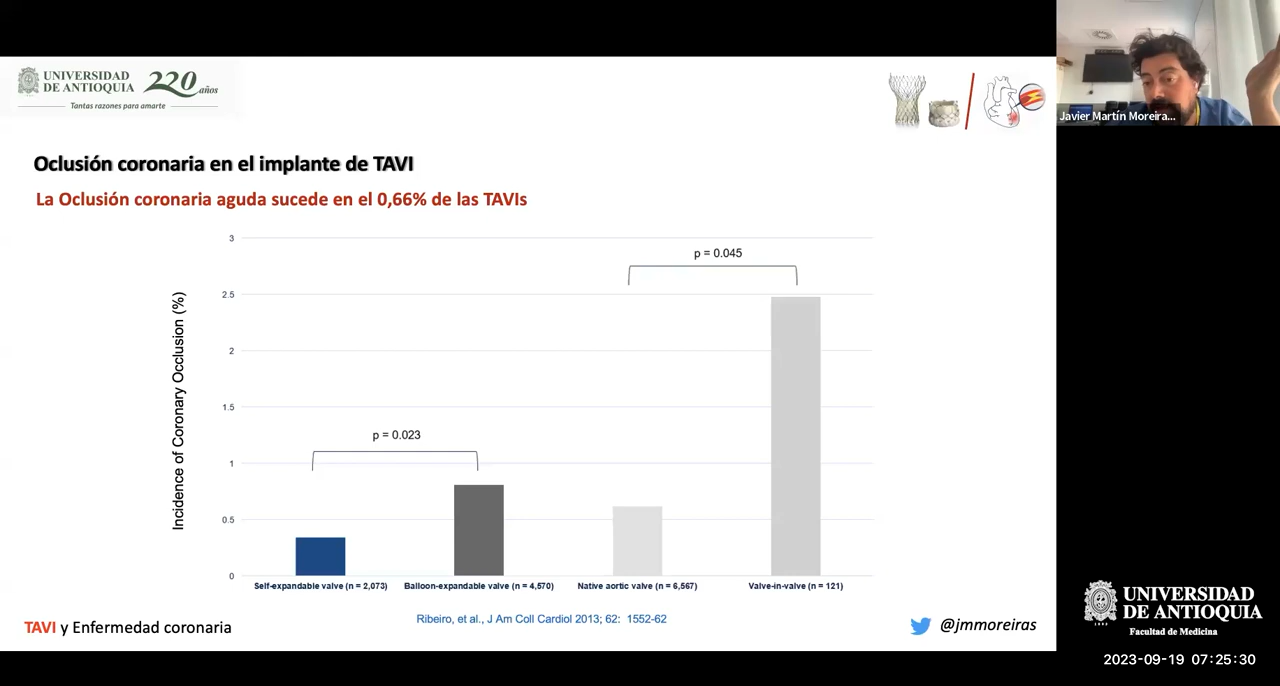 UNIVERSIDAD
DE ANTIOQUIA
220 años
Tantas razones para amarte
Javier Martín Moreira...
Oclusión coronaria en el implante de TAVI
La Oclusión coronaria aguda sucede en el 0,66% de las TAVIs
Incidence of Coronary Occlusion (%)
3
2.5
2
1.5
1
0.5
0
p = 0.045
p = 0.023
Self-expandable valve (n = 2,073)
Balloon-expandable valve (n = 4,570)
Native aortic valve (n = 6,567)
Valve-in-valve (n = 121)
Ribeiro, et al., J Am Coll Cardiol 2013; 62: 1552-62
TAVI y Enfermedad coronaria
@jmmoreiras
UNIVERSIDAD
DE ANTIOQUIA
1803
Facultad de Medicina
2023-09-19 07:25:30